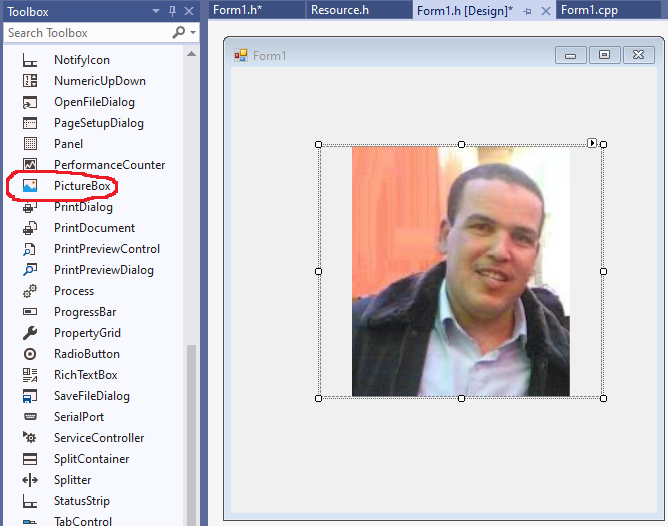 Toolbox
Form1.h*
Resource.h
Form1.h [Design]*
Form1.cpp
Search Toolbox
NotifyIcon
NumericUpDown
OpenFileDialog
PageSetupDialog
Panel
PerformanceCounter
PictureBox
PrintDialog
PrintDocument
PrintPreviewControl
PrintPreviewDialog
Process
ProgressBar
PropertyGrid
RadioButton
RichTextBox
SaveFileDialog
SerialPort
ServiceController
SplitContainer
Splitter
StatusStrip
TabControl
Form1